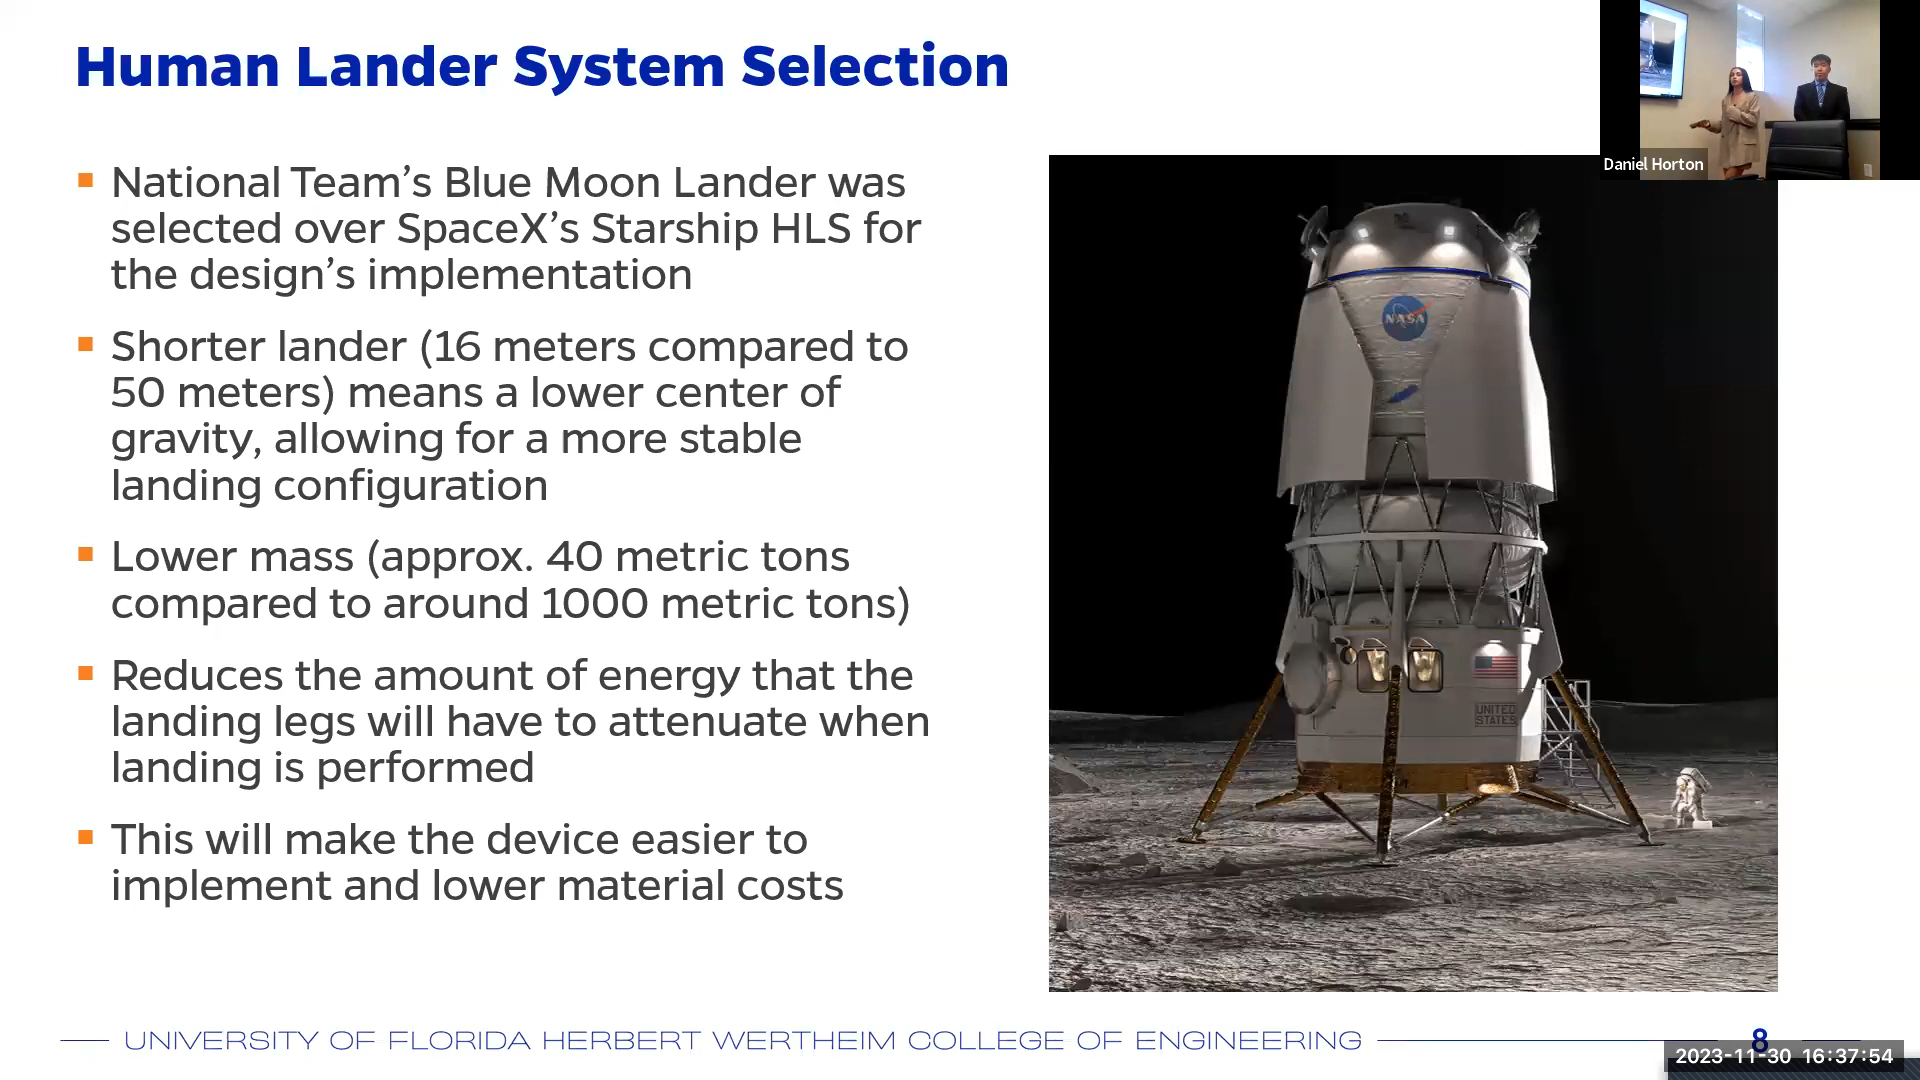 Human Lander System Selection
National Team’s Blue Moon Lander was
selected over SpaceX’s Starship HLS for
the design’s implementation
Shorter lander (16 meters compared to
50 meters) means a lower center of
gravity, allowing for a more stable
landing configuration
Lower mass (approx. 40 metric tons
compared to around 1000 metric tons)
Reduces the amount of energy that the
landing legs will have to attenuate when
landing is performed
This will make the device easier to
implement and lower material costs
NASA
UNITED
STATES
Daniel Horton
UNIVERSITY OF FLORIDA HERBERT WERTHEIM COLLEGE OF ENGINEERING
8
2023-11-30 16:37:54